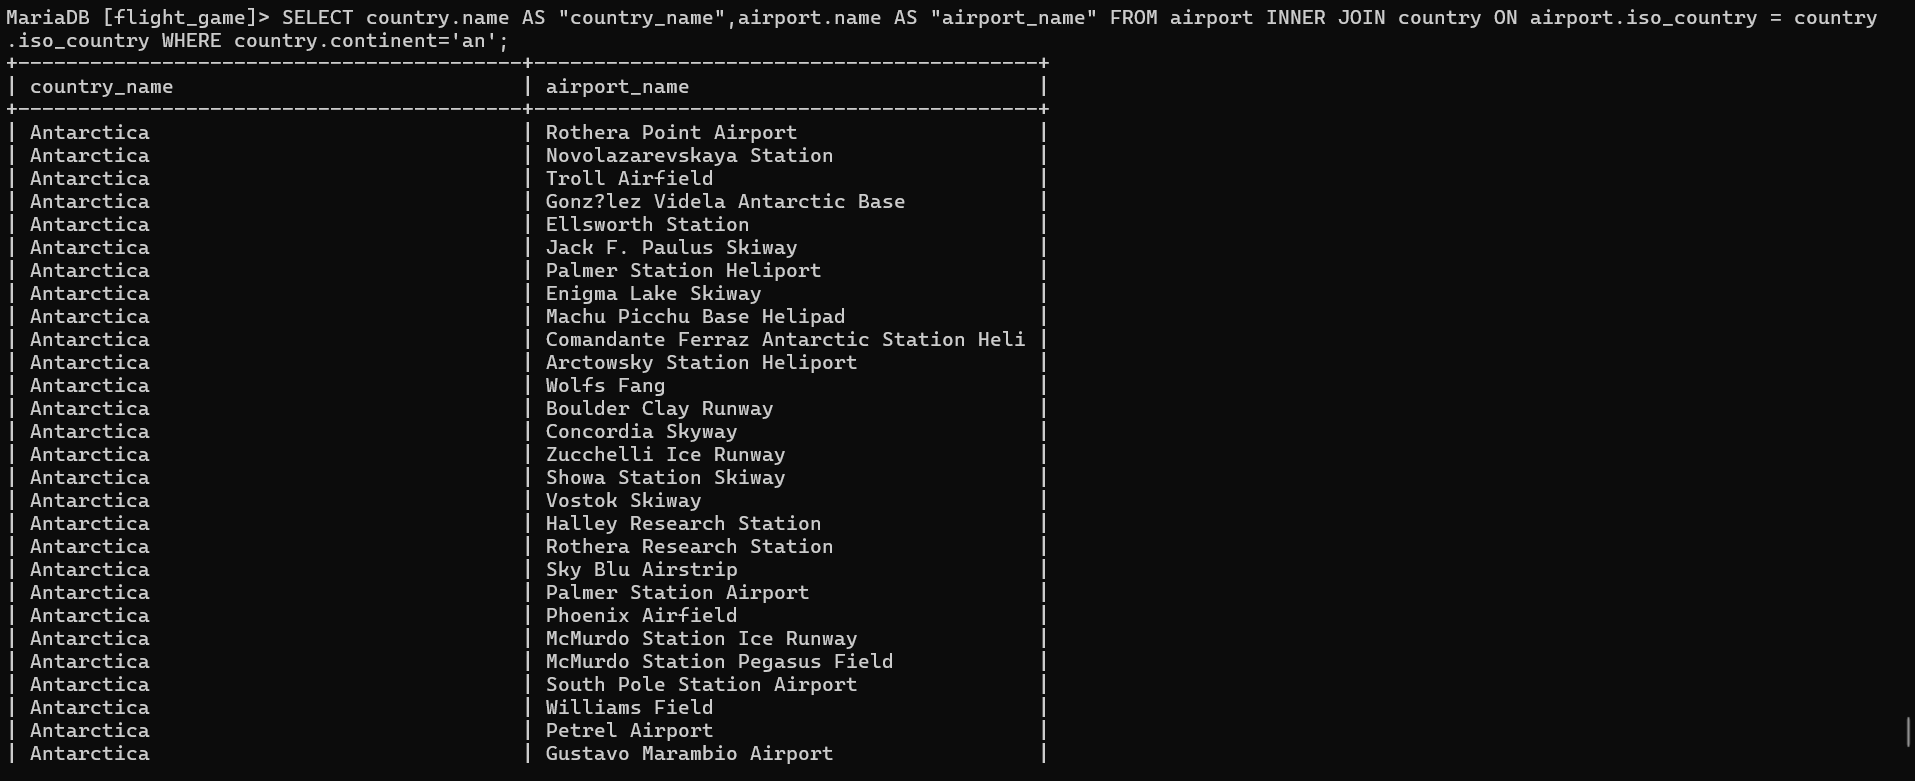 MariaDB [flight_game]> SELECT country.name AS "country_name",airport.name AS "airport_name" FROM airport INNER JOIN country ON airport.iso_country = country
.iso_country WHERE country.continent='an';
+------------------------------------------+------------------------------------------+
| country_name                             | airport_name                             |
+------------------------------------------+------------------------------------------+
| Antarctica                               | Rothera Point Airport                    |
| Antarctica                               | Novolazarevskaya Station                 |
| Antarctica                               | Troll Airfield                           |
| Antarctica                               | Gonz?lez Videla Antarctic Base           |
| Antarctica                               | Ellsworth Station                        |
| Antarctica                               | Jack F. Paulus Skiway                    |
| Antarctica                               | Palmer Station Heliport                  |
| Antarctica                               | Enigma Lake Skiway                       |
| Antarctica                               | Machu Picchu Base Helipad                |
| Antarctica                               | Comandante Ferraz Antarctic Station Heli |
| Antarctica                               | Arctowsky Station Heliport               |
| Antarctica                               | Wolfs Fang                               |
| Antarctica                               | Boulder Clay Runway                      |
| Antarctica                               | Concordia Skyway                         |
| Antarctica                               | Zucchelli Ice Runway                     |
| Antarctica                               | Showa Station Skiway                     |
| Antarctica                               | Vostok Skiway                            |
| Antarctica                               | Halley Research Station                  |
| Antarctica                               | Rothera Research Station                 |
| Antarctica                               | Sky Blu Airstrip                         |
| Antarctica                               | Palmer Station Airport                   |
| Antarctica                               | Phoenix Airfield                         |
| Antarctica                               | McMurdo Station Ice Runway               |
| Antarctica                               | McMurdo Station Pegasus Field            |
| Antarctica                               | South Pole Station Airport               |
| Antarctica                               | Williams Field                           |
| Antarctica                               | Petrel Airport                           |
| Antarctica                               | Gustavo Marambio Airport                 |